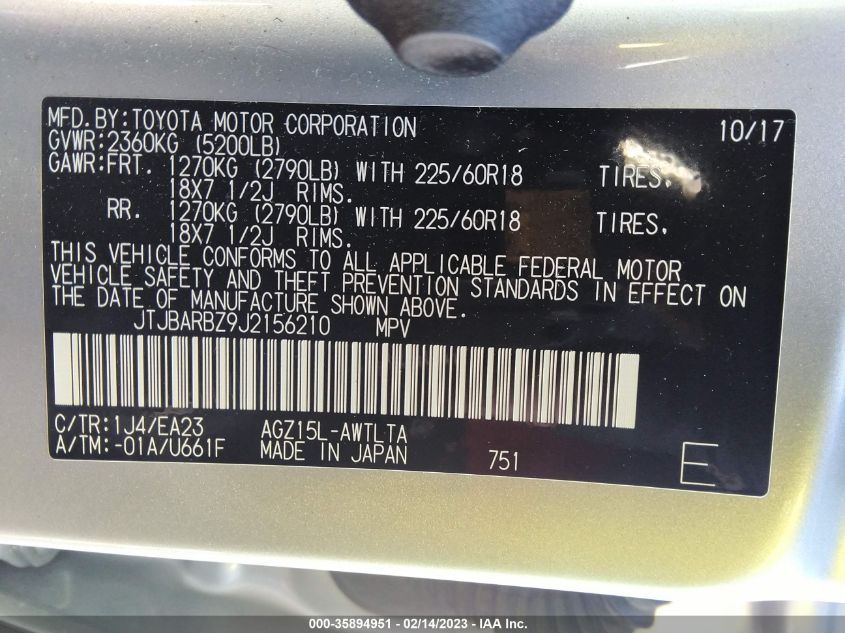 MFD.BY:TOYOTA MOTOR CORPORATION 10/17
GVWR:2360KG (5200LB)
GAWR:FRT. 1270KG (2790LB) WITH 225/60R18 TIRES,
18X7 1/2J RIMS.
RR. 1270KG (2790LB) WITH 225/60R18 TIRES,
18X7 1/2J RIMS.
THIS VEHICLE CONFORMS TO ALL APPLICABLE FEDERAL MOTOR
VEHICLE SAFETY AND THEFT PREVENTION STANDARDS IN EFFECT ON
THE DATE OF MANUFACTURE SHOWN ABOVE.
JTJBARBZ9J2156210 MPV
C/TR:1J4/EA23 AGZ15L-AWTLTA
A/TM:-01A/U661F MADE IN JAPAN 751 E
000-35894951 - 02/14/2023 - IAAI.com